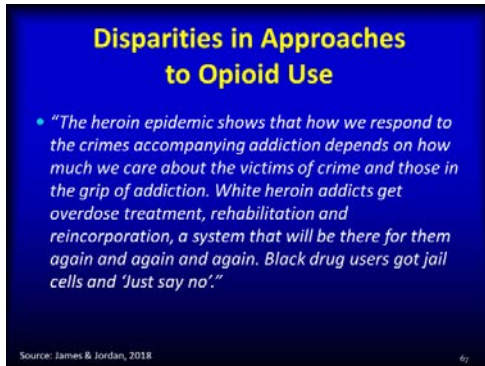 Disparities in Approaches
to Opioid Use
• “The heroin epidemic shows that how we respond to
the crimes accompanying addiction depends on how
much we care about the victims of crime and those in
the grip of addiction. White heroin addicts get
overdose treatment, rehabilitation and
reincorporation, a system that will be there for them
again and again and again. Black drug users got jail
cells and ‘Just say no’.”
Source: James & Jordan, 2018
67